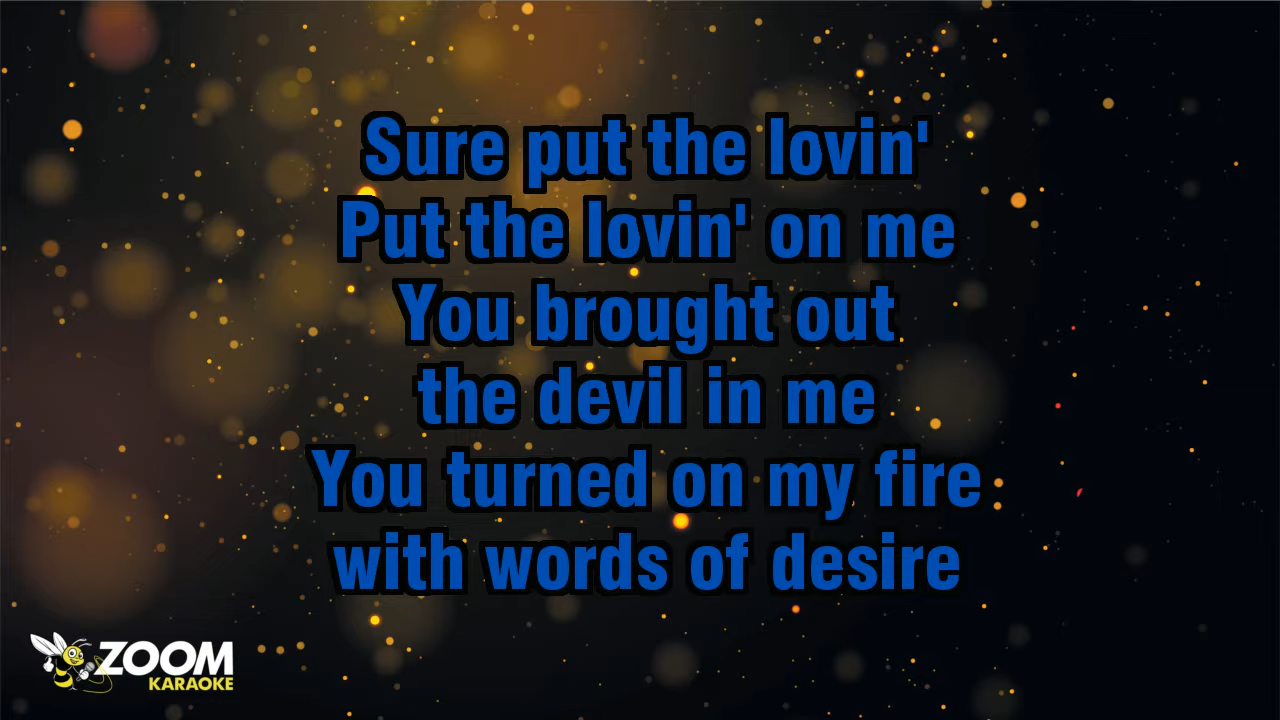 Sure put the lovin'
Put the lovin' on me
You brought out
the devil in me
You turned on my fire
with words of desire
ZOOM
KARAOKE